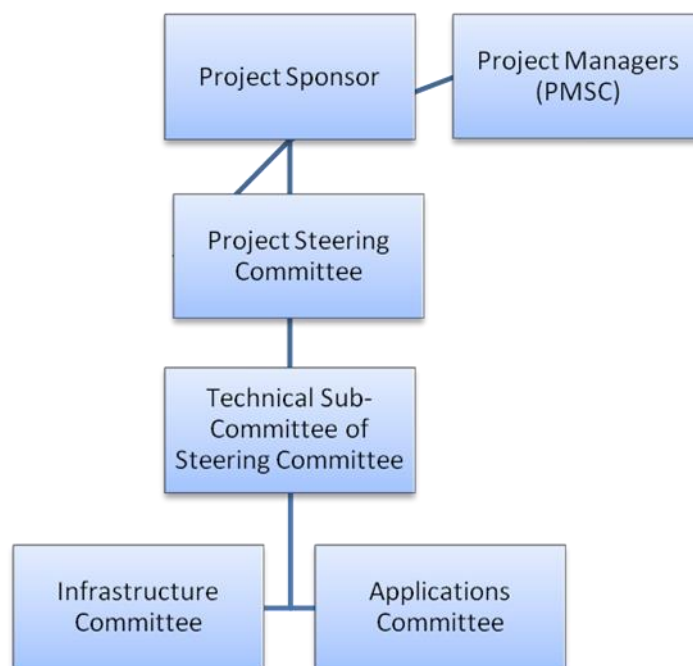 Project Sponsor
Project Managers
(PMSC)
Project Steering
Committee
Technical Sub-
Committee of
Steering Committee
Infrastructure
Committee
Applications
Committee